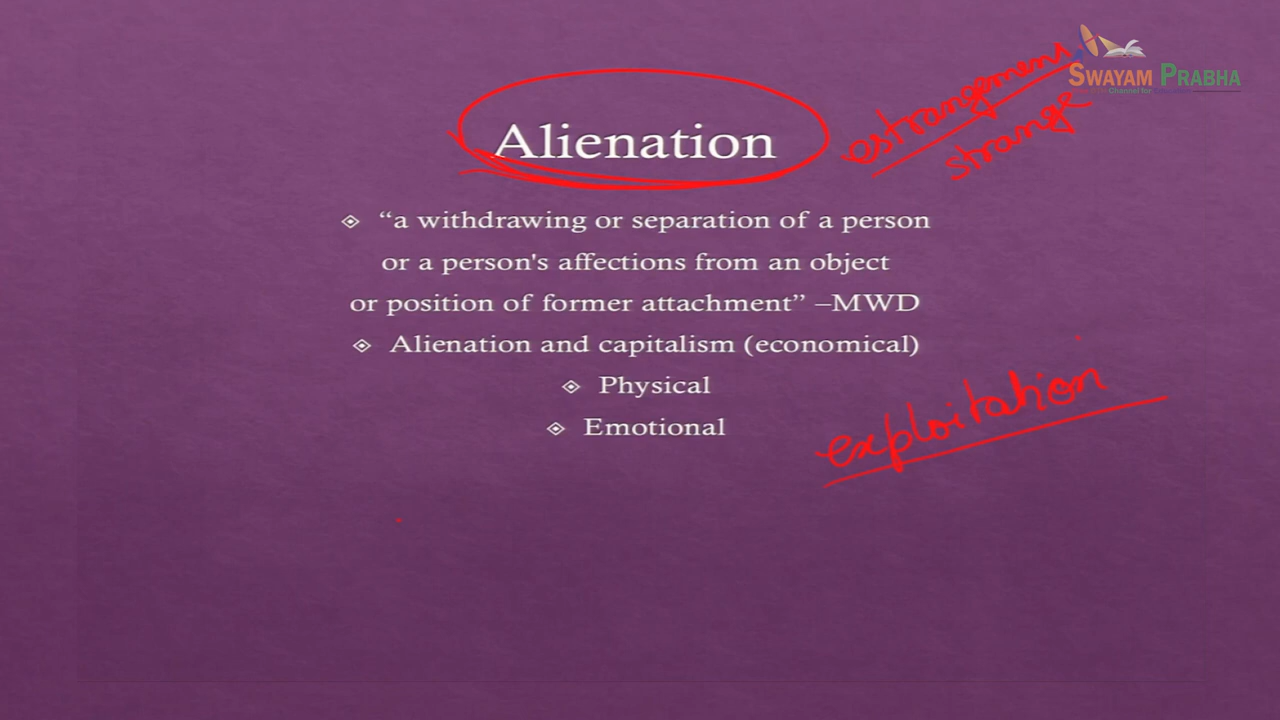 SWAYAM PRABHA
estrangement
strange
Alienation
“a withdrawing or separation of a person
or a person's affections from an object
or position of former attachment” –MWD
Alienation and capitalism (economical)
Physical
Emotional
exploitation